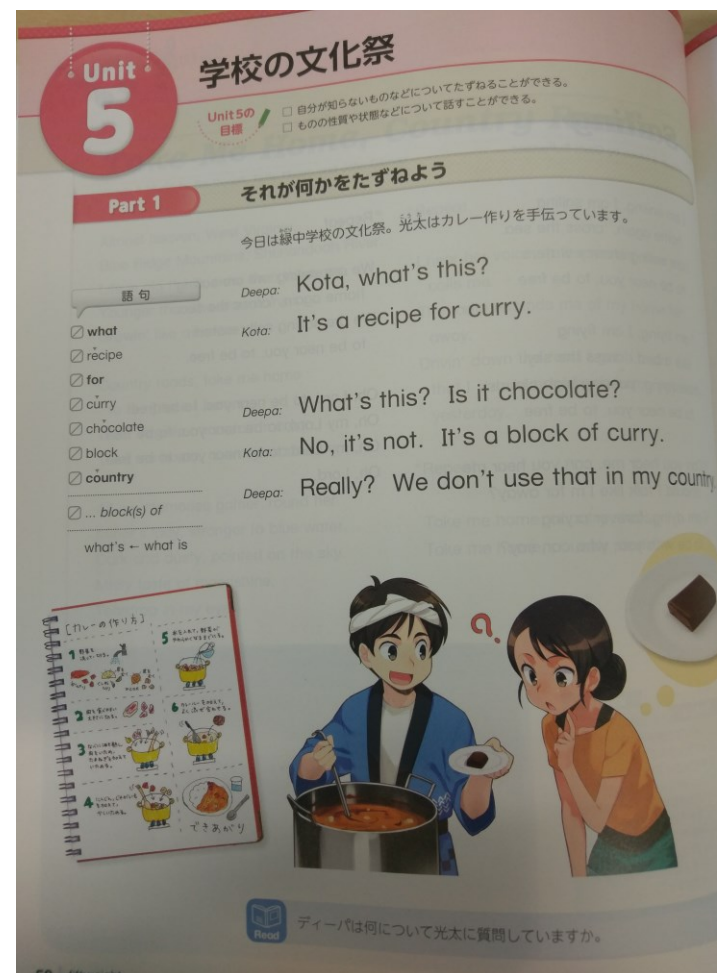 Unit
5
学校の文化祭
Unit 5の
目標
□ 自分が知らないものなどについてたずねることができる。
□ ものの性質や状態などについて話すことができる。
Part 1
それが何かをたずねよう
今日は緑中学校の文化祭。光太はカレー作りを手伝っています。
語句
what
recipe
for
curry
chocolate
block
country
... block(s) of
what's ← what is
Deepa: Kota, what's this?
Kota: It's a recipe for curry.
Deepa: What's this? Is it chocolate?
Kota: No, it's not. It's a block of curry.
Deepa: Really? We don't use that in my country.
[カレーの作り方]
1
2
3
4
5
6
できあがり
Read
ディーパは何について光太に質問していますか。